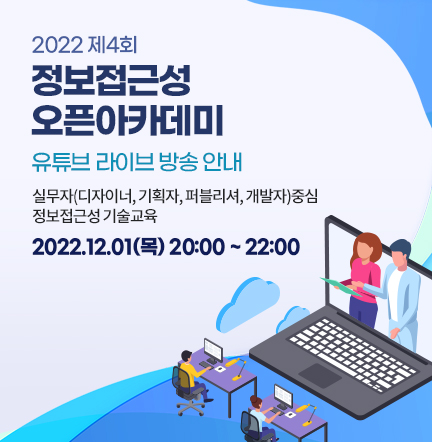 2022 제4회
정보접근성
오픈아카데미
유튜브 라이브 방송 안내
실무자(디자이너, 기획자, 퍼블리셔, 개발자)중심
정보접근성 기술교육
2022.12.01(목) 20:00 ~ 22:00